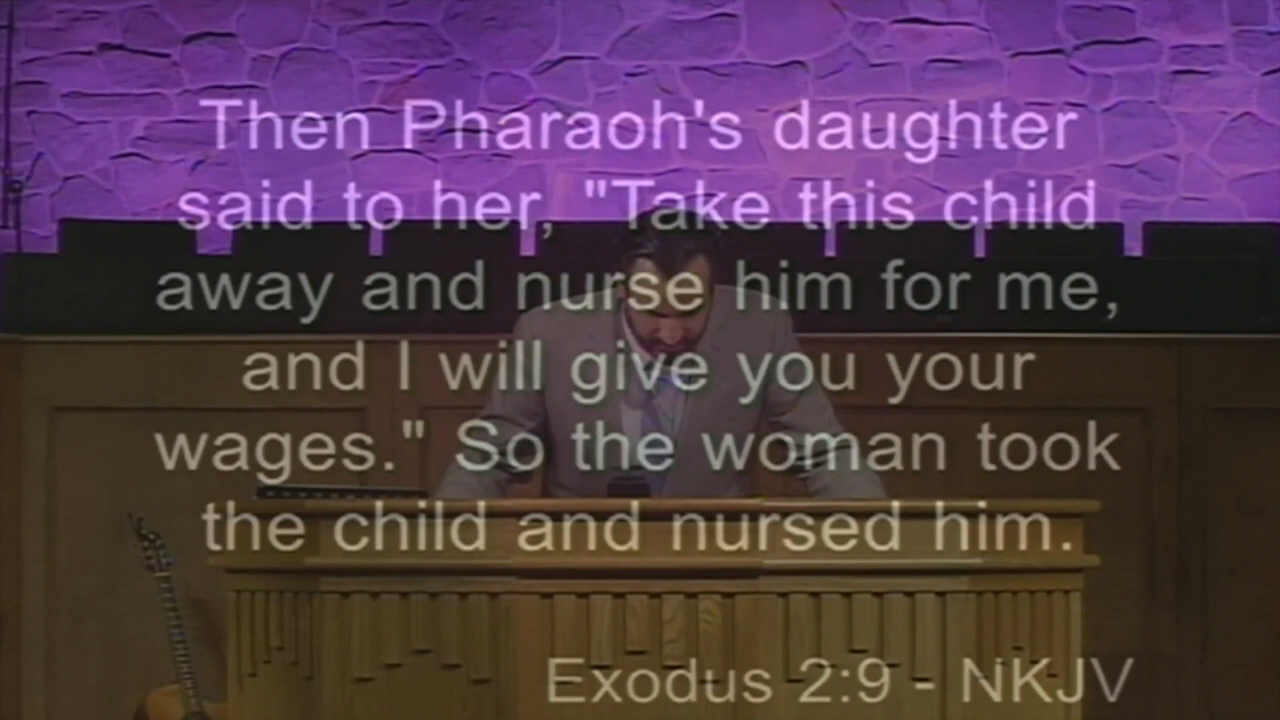 Then Pharaoh's daughter
said to her, "Take this child
away and nurse him for me,
and I will give you your
wages." So the woman took
the child and nursed him.
Exodus 2:9 - NKJV